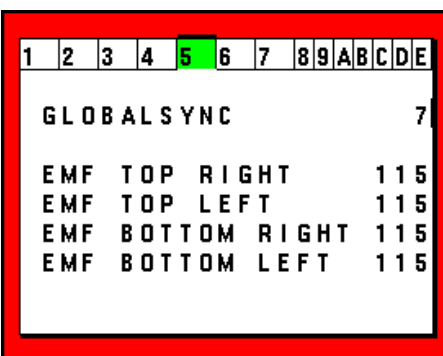 1 2 3 4 5 6 7 8 9 A B C D E
GLOBALSYNC 7
EMF TOP RIGHT 115
EMF TOP LEFT 115
EMF BOTTOM RIGHT 115
EMF BOTTOM LEFT 115